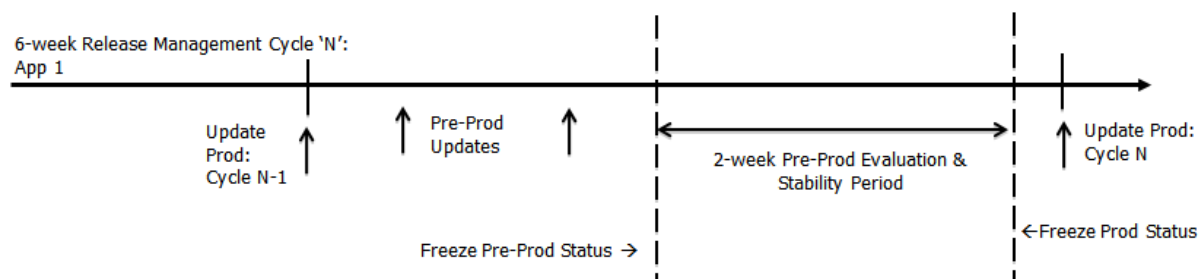 6-week Release Management Cycle ‘N’:
App 1
Update
Prod:
Cycle N-1
Pre-Prod
Updates
2-week Pre-Prod Evaluation &
Stability Period
Update Prod:
Cycle N
Freeze Pre-Prod Status →
←Freeze Prod Status